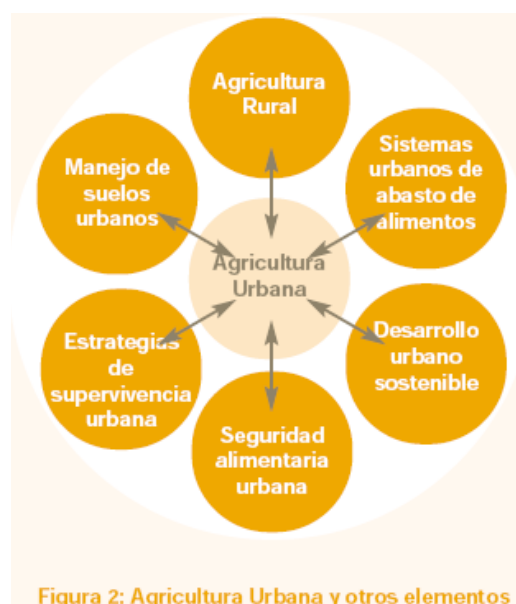 Agricultura
Rural
Manejo de
suelos
urbanos
Sistemas
urbanos de
abasto de
alimentos
Agricultura
Urbana
Estrategias
de
supervivencia
urbana
Desarrollo
urbano
sostenible
Seguridad
alimentaria
urbana
Figura 2: Agricultura Urbana y otros elementos